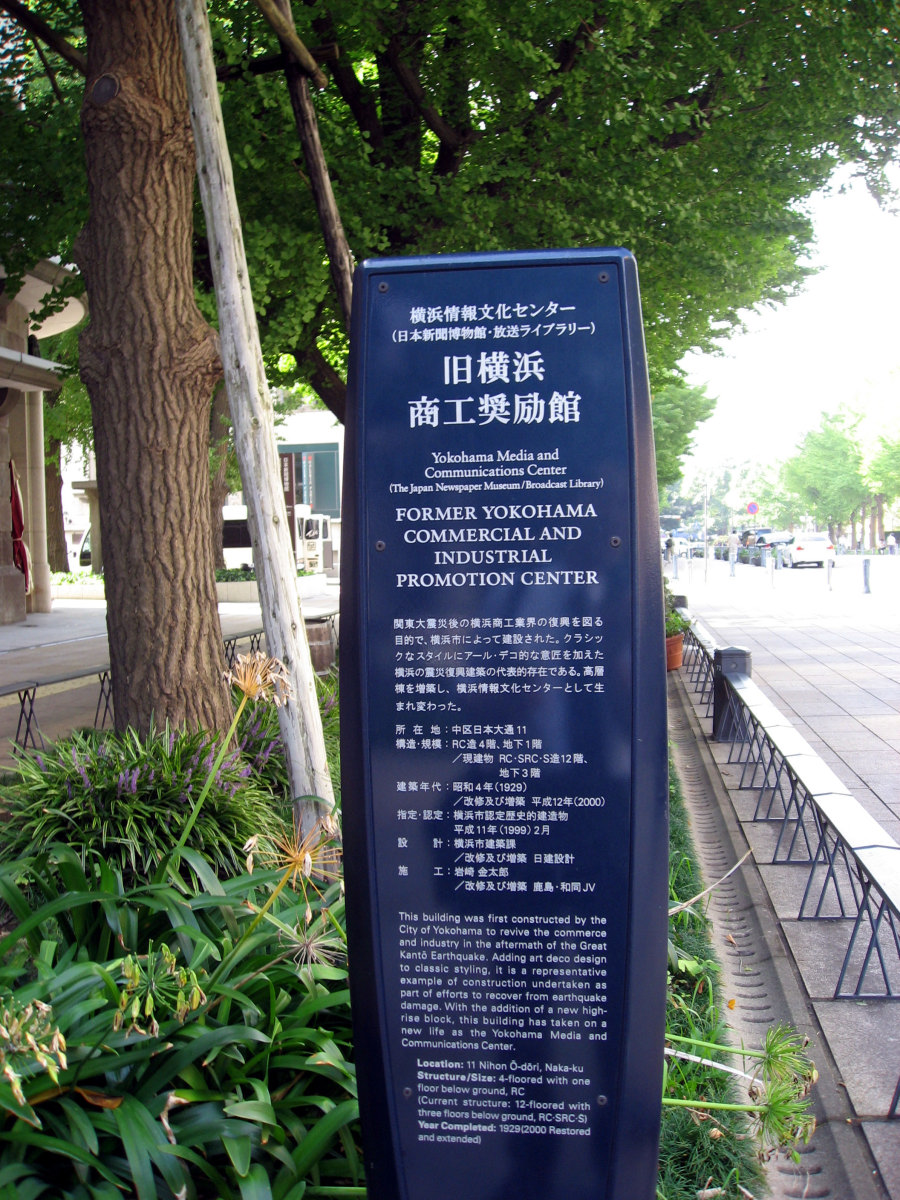 横浜情報文化センター
(日本新聞博物館・放送ライブラリー)
旧横浜
商工奨励館
Yokohama Media and
Communications Center
(The Japan Newspaper Museum/Broadcast Library)
FORMER YOKOHAMA
COMMERCIAL AND
INDUSTRIAL
PROMOTION CENTER
関東大震災後の横浜商工業界の復興を図る
目的で、横浜市によって建設された。クラシッ
クなスタイルにアール・デコ的な意匠を加えた
横浜の震災復興建築の代表的存在である。高層
棟を増築し、横浜情報文化センターとして生
まれ変わった。
所在地:中区日本大通11
構造・規模:RC造4階、地下1階
/現建物 RC・SRC・S造12階、
地下3階
建築年代:昭和4年(1929)
/改修及び増築 平成12年(2000)
指定・認定:横浜市認定歴史的建造物
平成11年(1999)2月
設計:横浜市建築課
/改修及び増築 日建設計
施工:岩崎 金太郎
/改修及び増築 鹿島・和同JV
This building was first constructed by the
City of Yokohama to revive the commerce
and industry in the aftermath of the Great
Kantō Earthquake. Adding art deco design
to classic styling, it is a representative
example of construction undertaken as
part of efforts to recover from earthquake
damage. With the addition of a new high-
rise block, this building has taken on a
new life as the Yokohama Media and
Communications Center.
Location: 11 Nihon Ō-dōri, Naka-ku
Structure/Size: 4-floored with one
floor below ground, RC
(Current structure: 12-floored with
three floors below ground, RC·SRC·S)
Year Completed: 1929(2000 Restored
and extended)